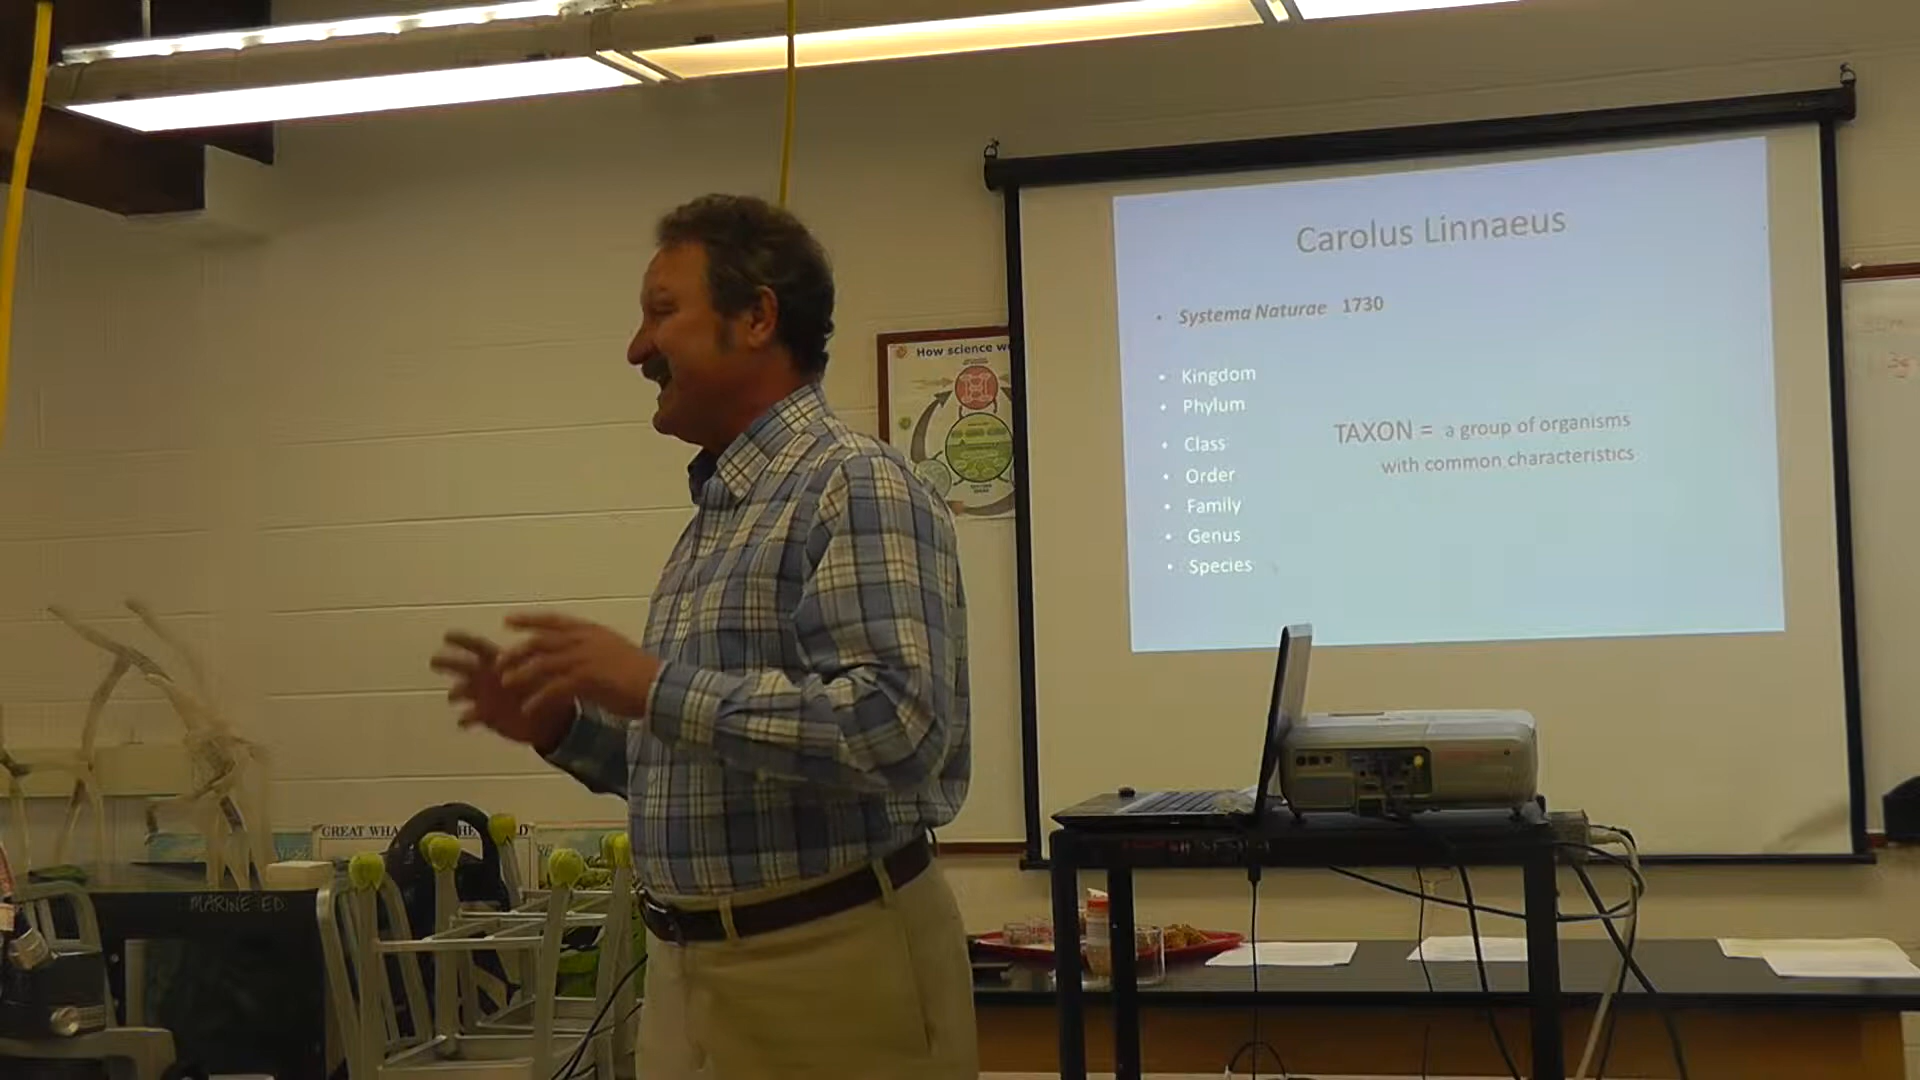 Carolus Linnaeus
• Systema Naturae 1730
• Kingdom
• Phylum
• Class
• Order
• Family
• Genus
• Species
TAXON = a group of organisms
with common characteristics
How science w
GREAT WHA
HE
D
MARINE ED.